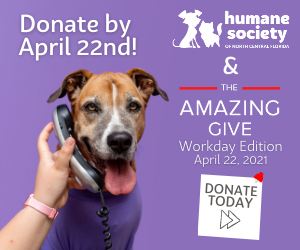 Donate by
April 22nd!
humane
society
OF NORTH CENTRAL FLORIDA
&
THE
AMAZING
GIVE
Workday Edition
April 22, 2021
DONATE
TODAY